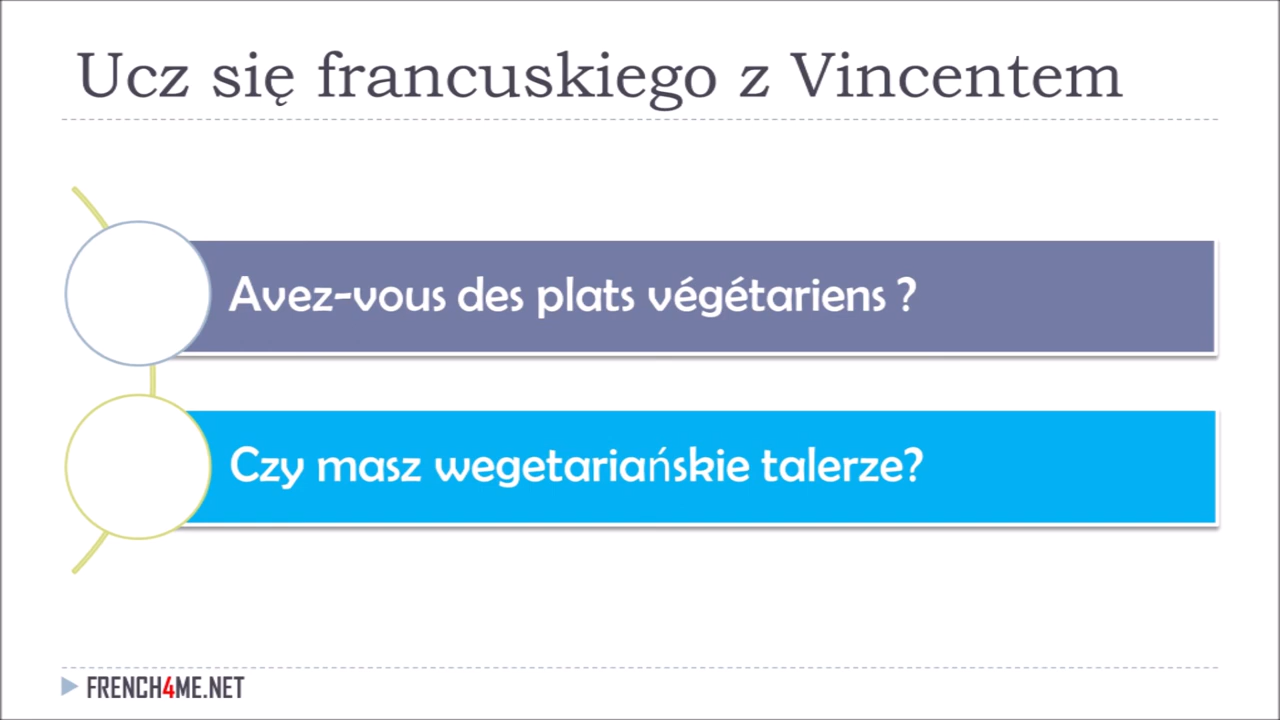 Ucz się francuskiego z Vincentem
Avez-vous des plats végétariens ?
Czy masz wegetariańskie talerze?
FRENCH4ME.NET